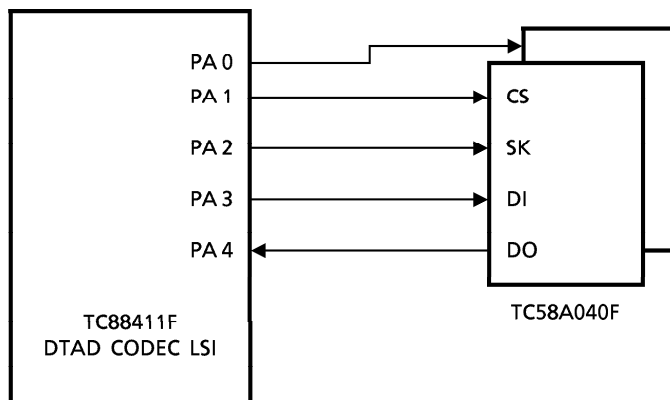 PA 0
PA 1
CS
PA 2
SK
PA 3
DI
PA 4
DO
TC88411F
DTAD CODEC LSI
TC58A040F